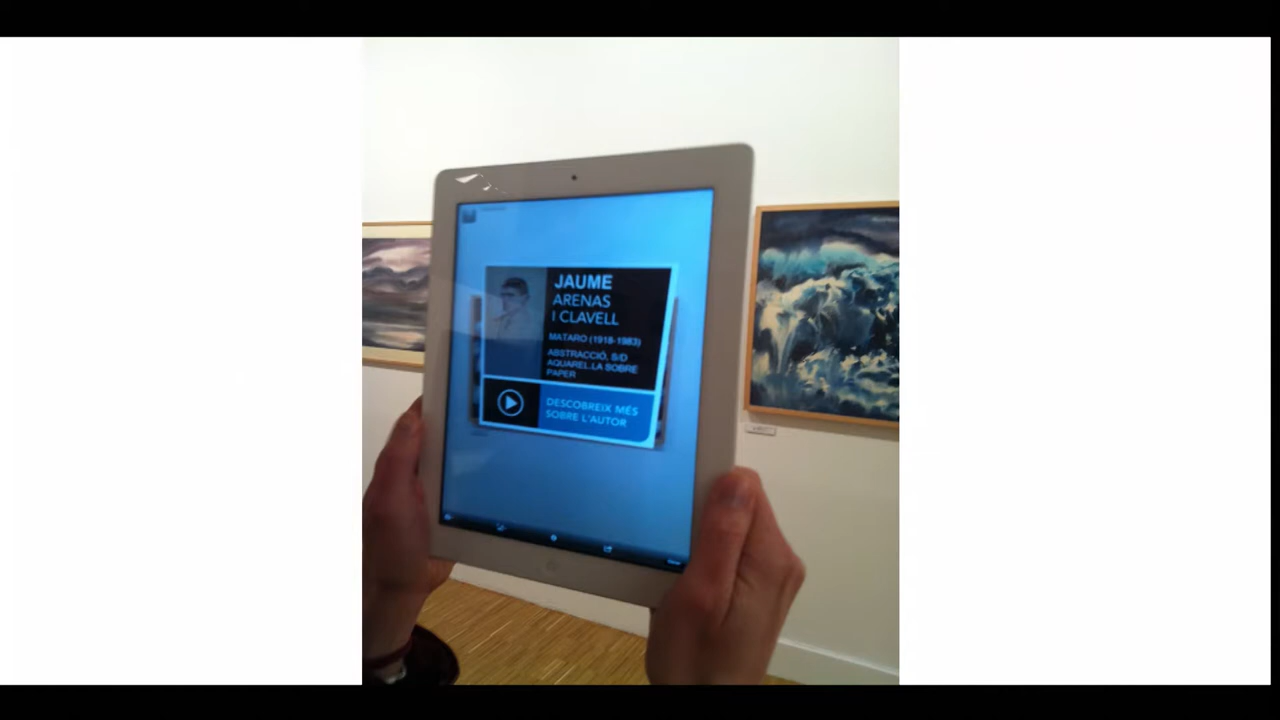 JAUME
ARENAS
I CLAVELL
MATARÓ (1918-1983)
ABSTRACCIÓ, S/D
AQUAREL.LA SOBRE
PAPER
DESCOBREIX MÉS
SOBRE L'AUTOR